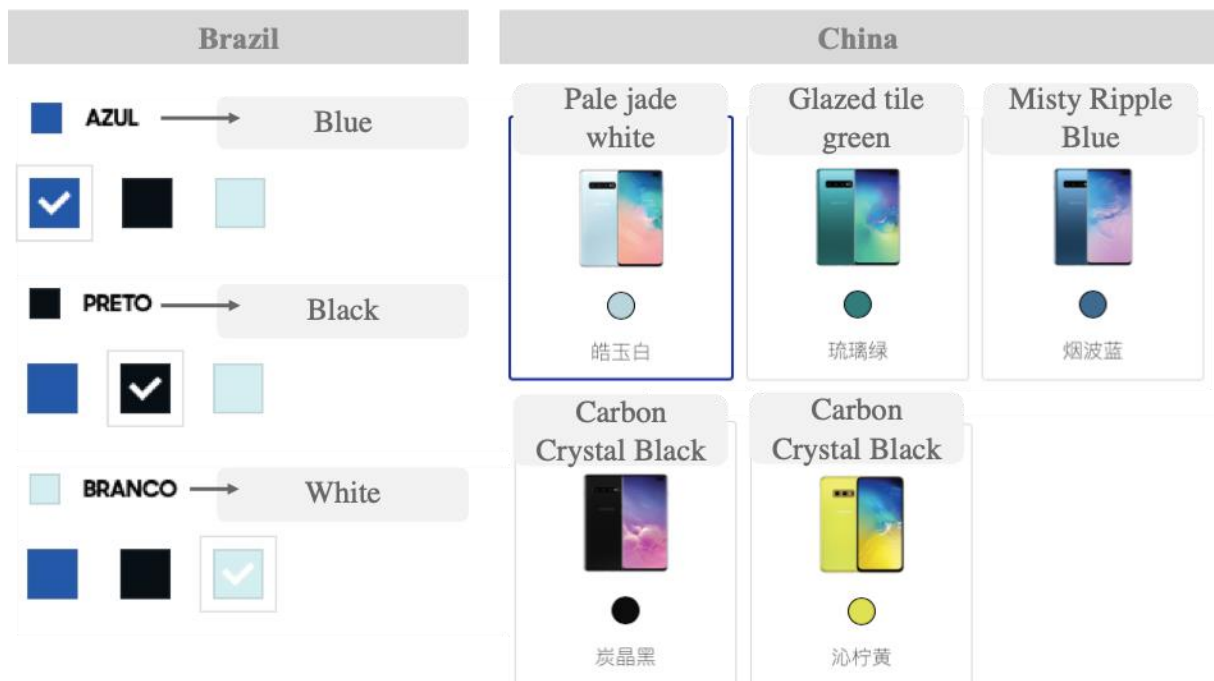 Brazil
China
AZUL
Blue
PRETO
Black
BRANCO
White
Pale jade
white
皓玉白
Glazed tile
green
琉璃绿
Misty Ripple
Blue
烟波蓝
Carbon
Crystal Black
炭晶黑
Carbon
Crystal Black
沁柠黄